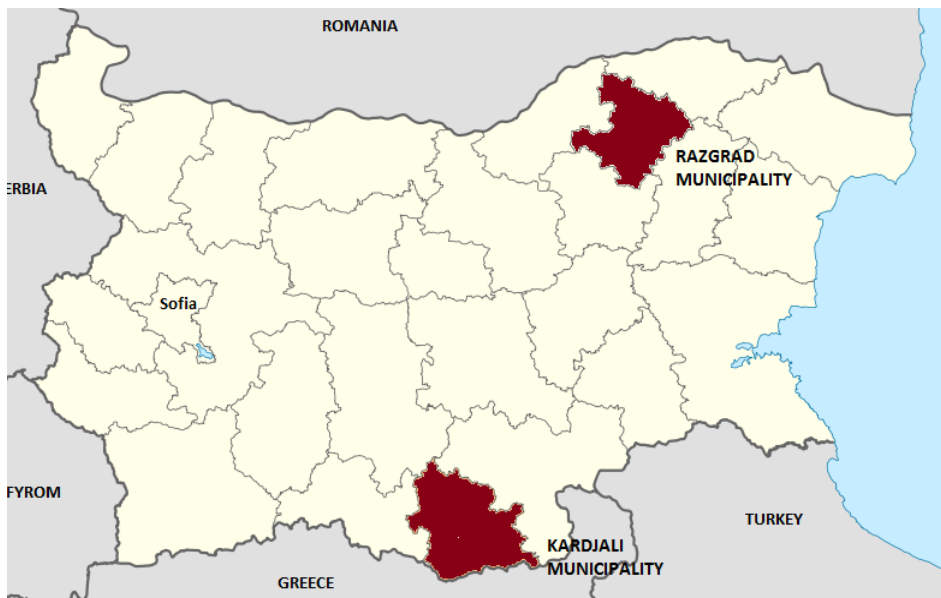 ROMANIA
RAZGRAD
MUNICIPALITY
ERBIA
Sofia
FYROM
TURKEY
KARDJALI
MUNICIPALITY
GREECE